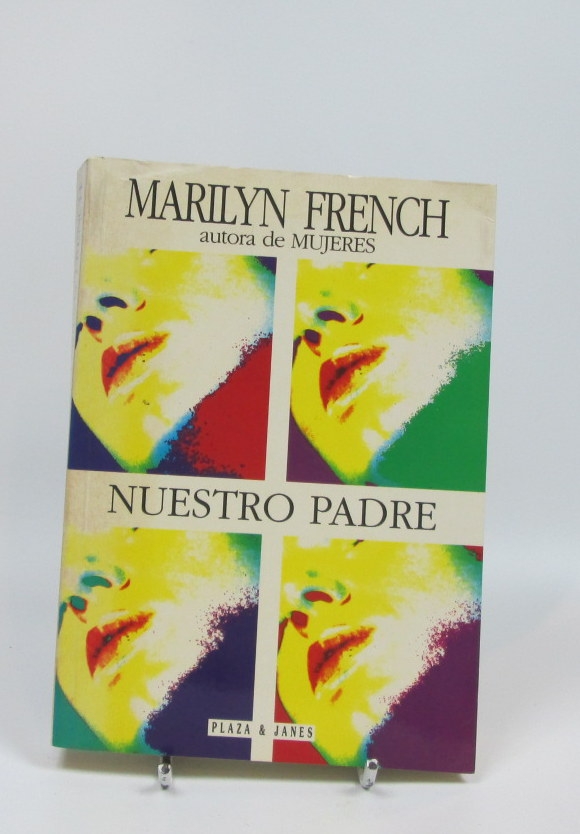 MARILYN FRENCH
autora de MUJERES
NUESTRO PADRE
PLAZA & JANES